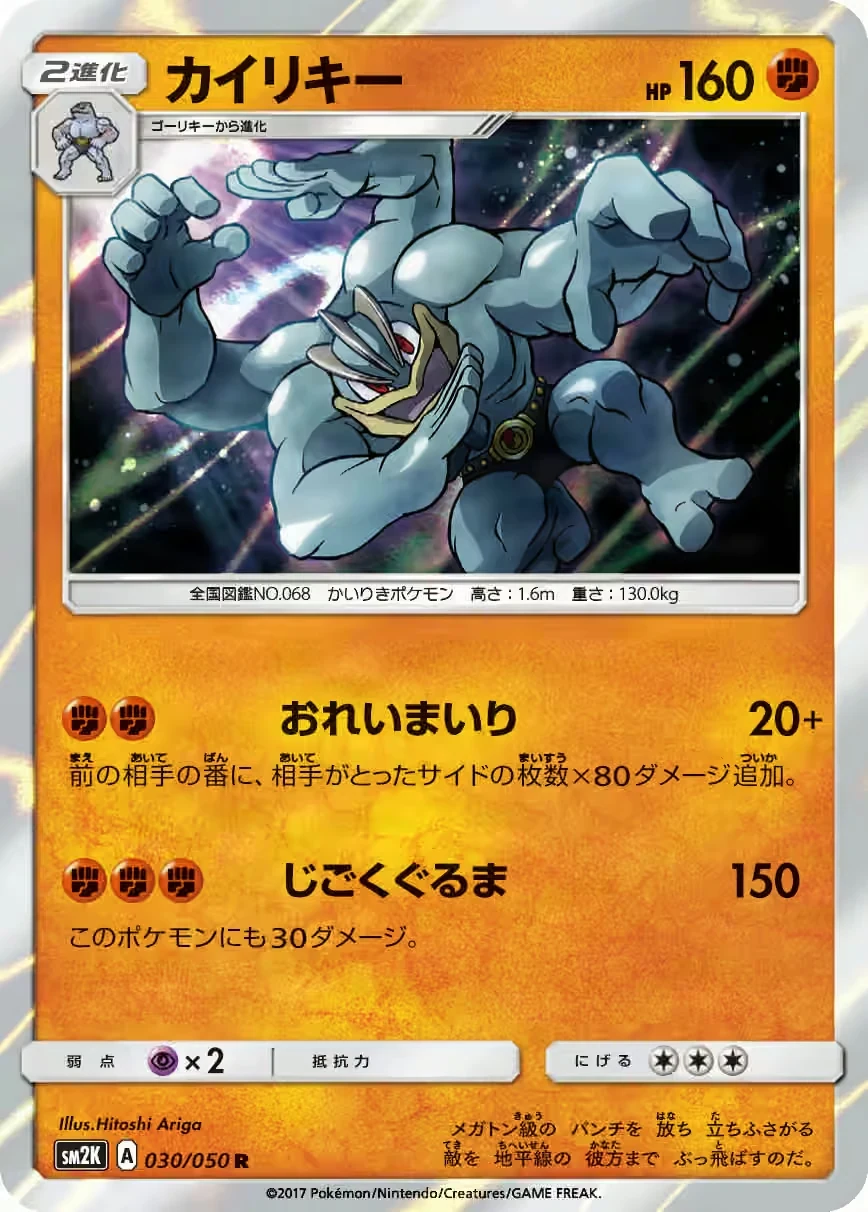 2進化
カイリキー
HP 160
ゴーリキーから進化
全国図鑑NO.068 かいりきポケモン 高さ:1.6m 重さ:130.0kg
おれいまいり 20+
前の相手の番に、相手がとったサイドの枚数×80ダメージ追加。
じごくぐるま 150
このポケモンにも30ダメージ。
弱点 ×2 抵抗力 にげる
Illus.Hitoshi Ariga
SM2K A 030/050 R
メガトン級の パンチを 放ち 立ちふさがる
敵を 地平線の 彼方まで ぶっ飛ばすのだ。
©2017 Pokémon/Nintendo/Creatures/GAME FREAK.